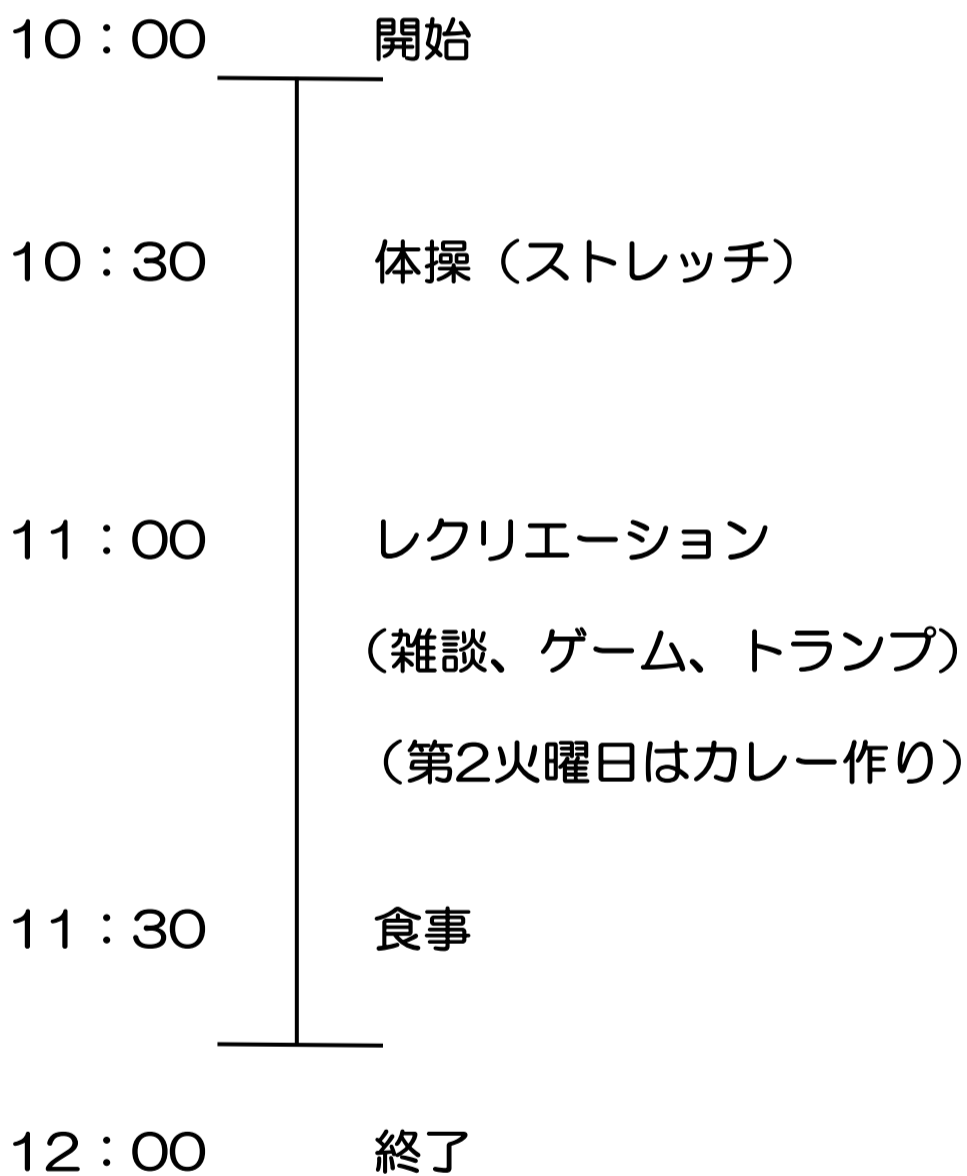 10：00 開始
10：30 体操（ストレッチ）
11：00 レクリエーション
（雑談、ゲーム、トランプ）
（第2火曜日はカレー作り）
11：30 食事
12：00 終了